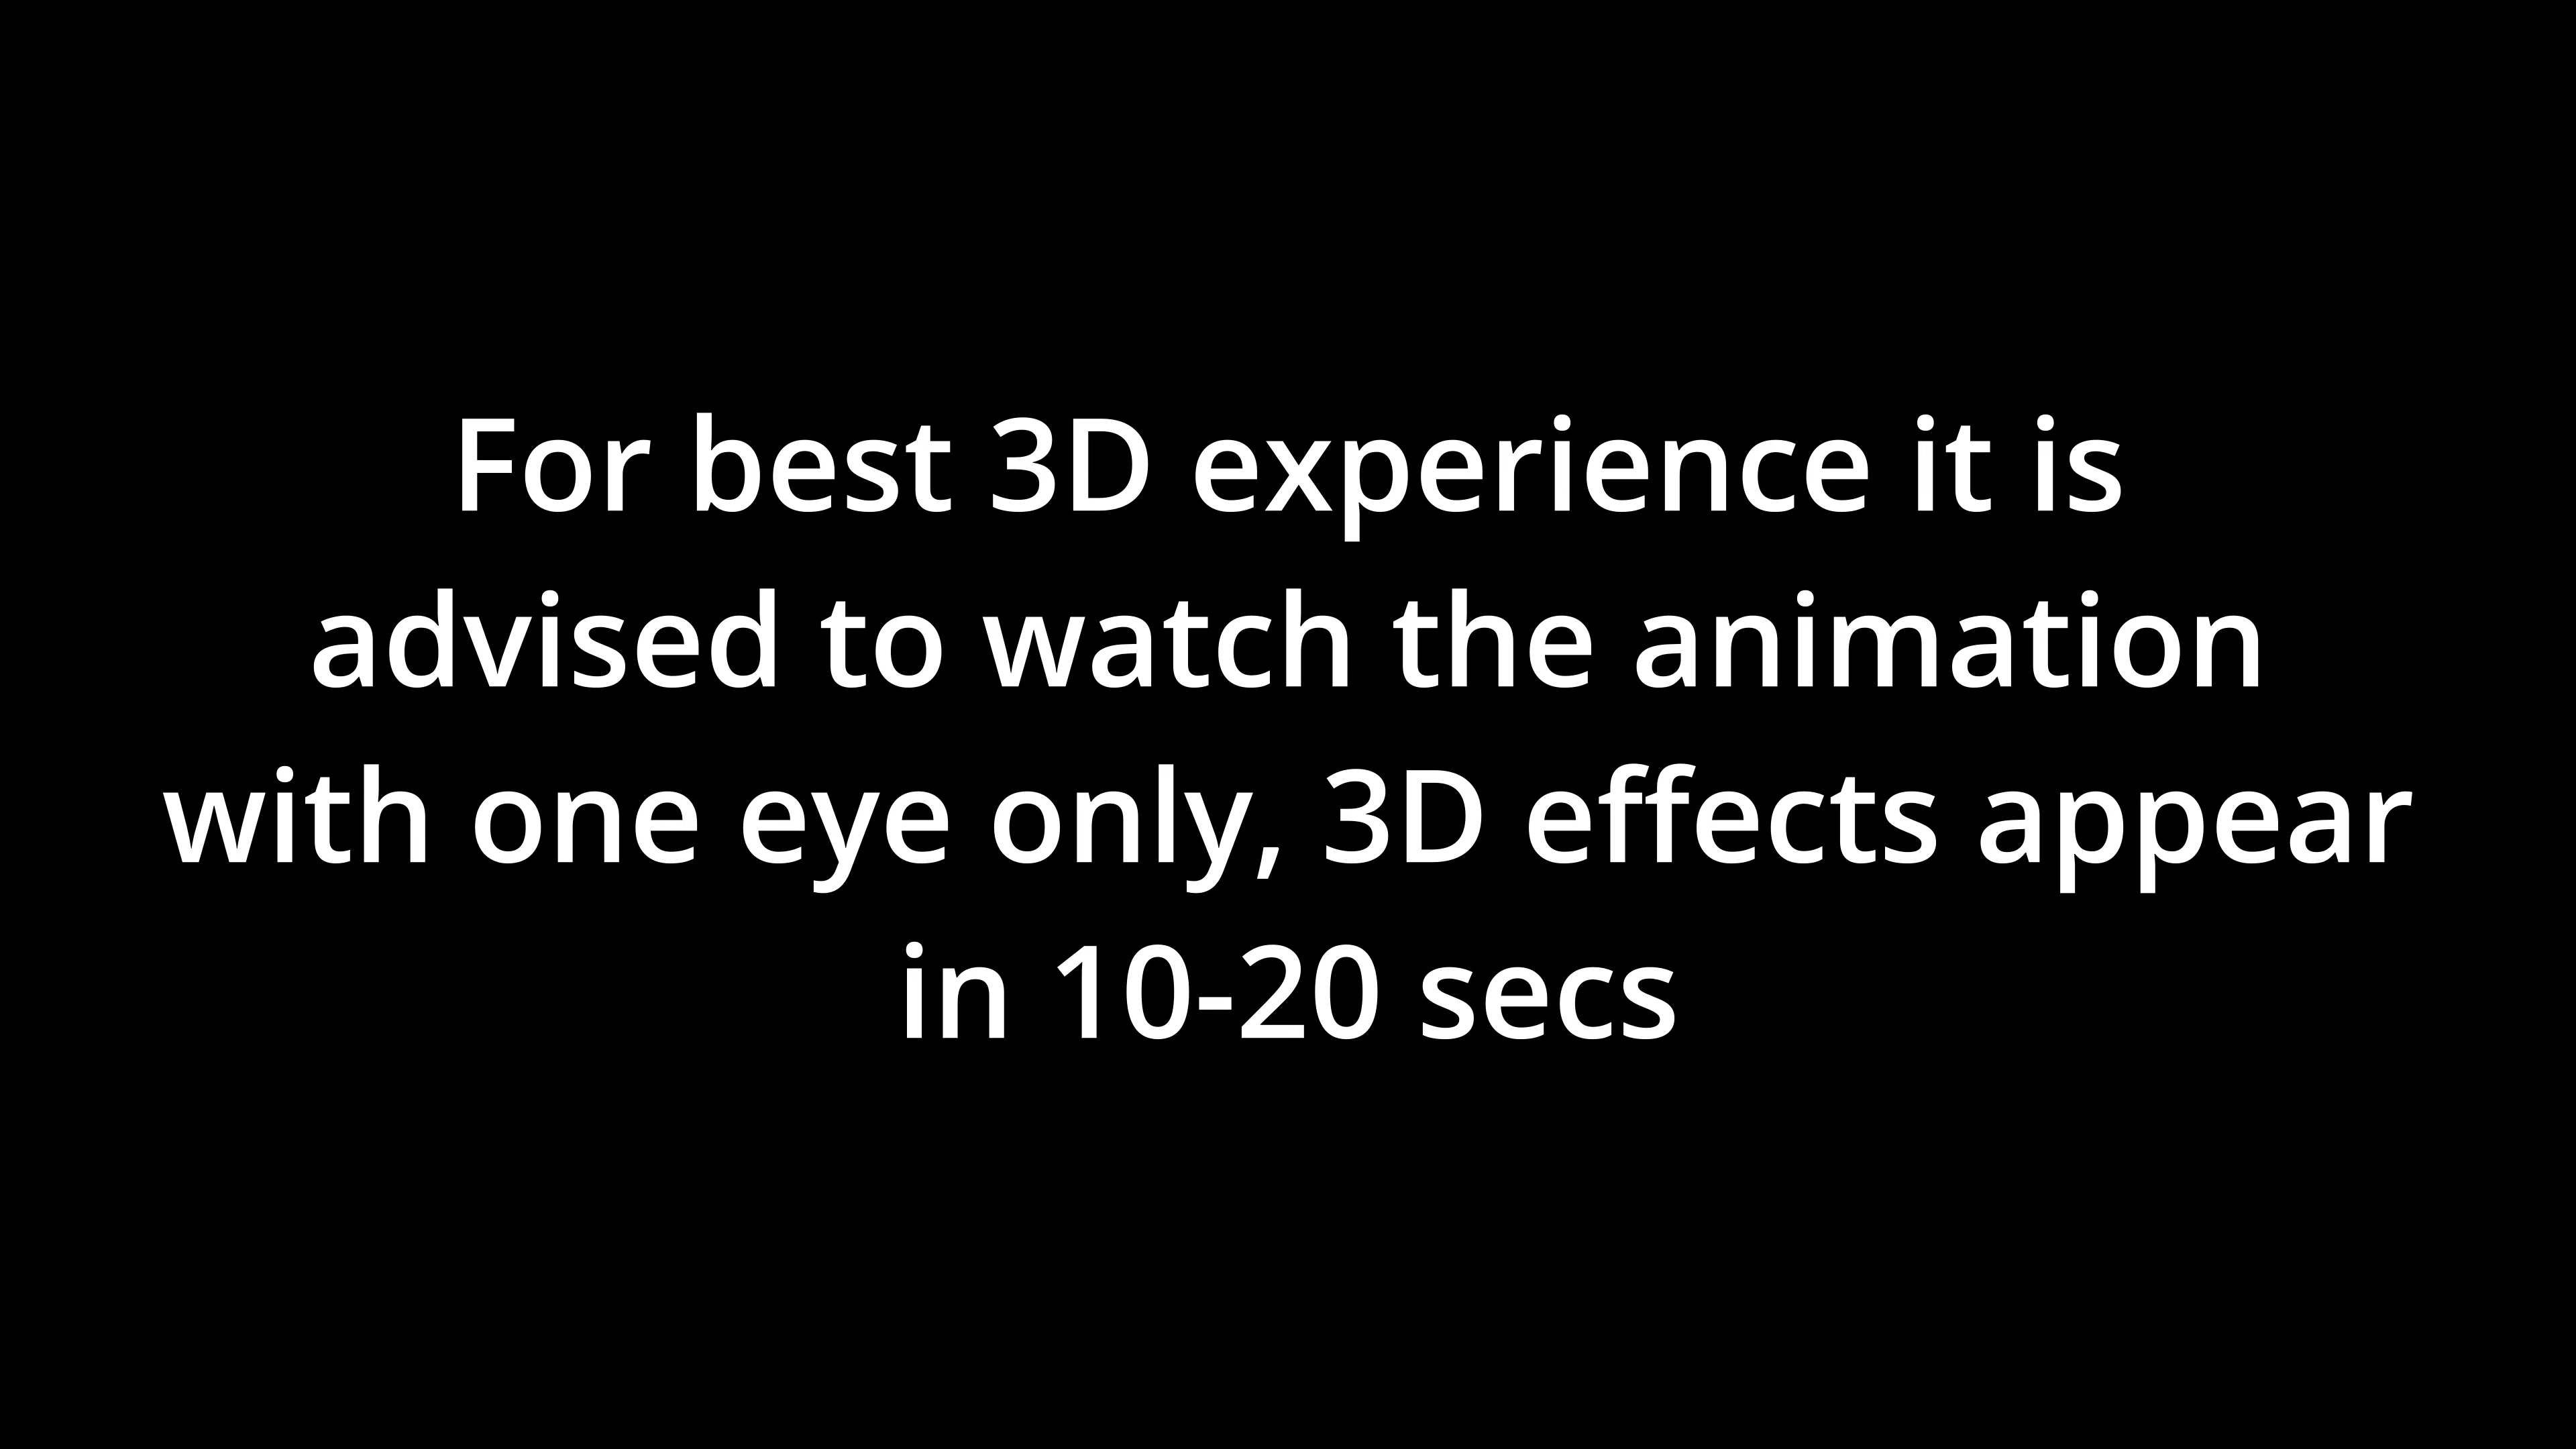 For best 3D experience it is
advised to watch the animation
with one eye only, 3D effects appear
in 10-20 secs